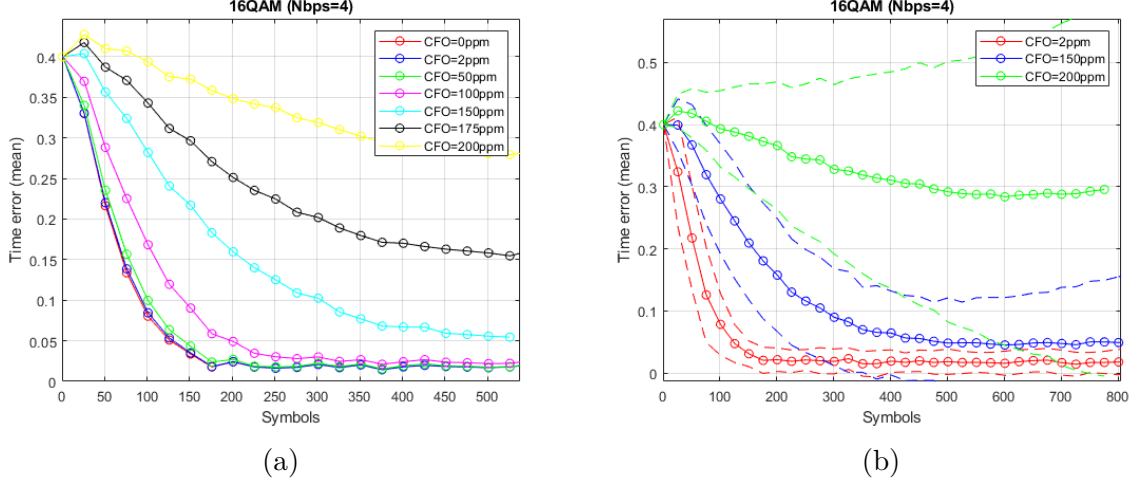 16QAM (Nbps=4)
0.4
0.35
0.3
0.25
0.2
0.15
0.1
0.05
0
Time error (mean)
CFO=0ppm
CFO=2ppm
CFO=50ppm
CFO=100ppm
CFO=150ppm
CFO=175ppm
CFO=200ppm
0 50 100 150 200 250 300 350 400 450 500
Symbols
(a)
16QAM (Nbps=4)
0.5
0.4
0.3
0.2
0.1
0
Time error (mean)
CFO=2ppm
CFO=150ppm
CFO=200ppm
0 100 200 300 400 500 600 700 800
Symbols
(b)